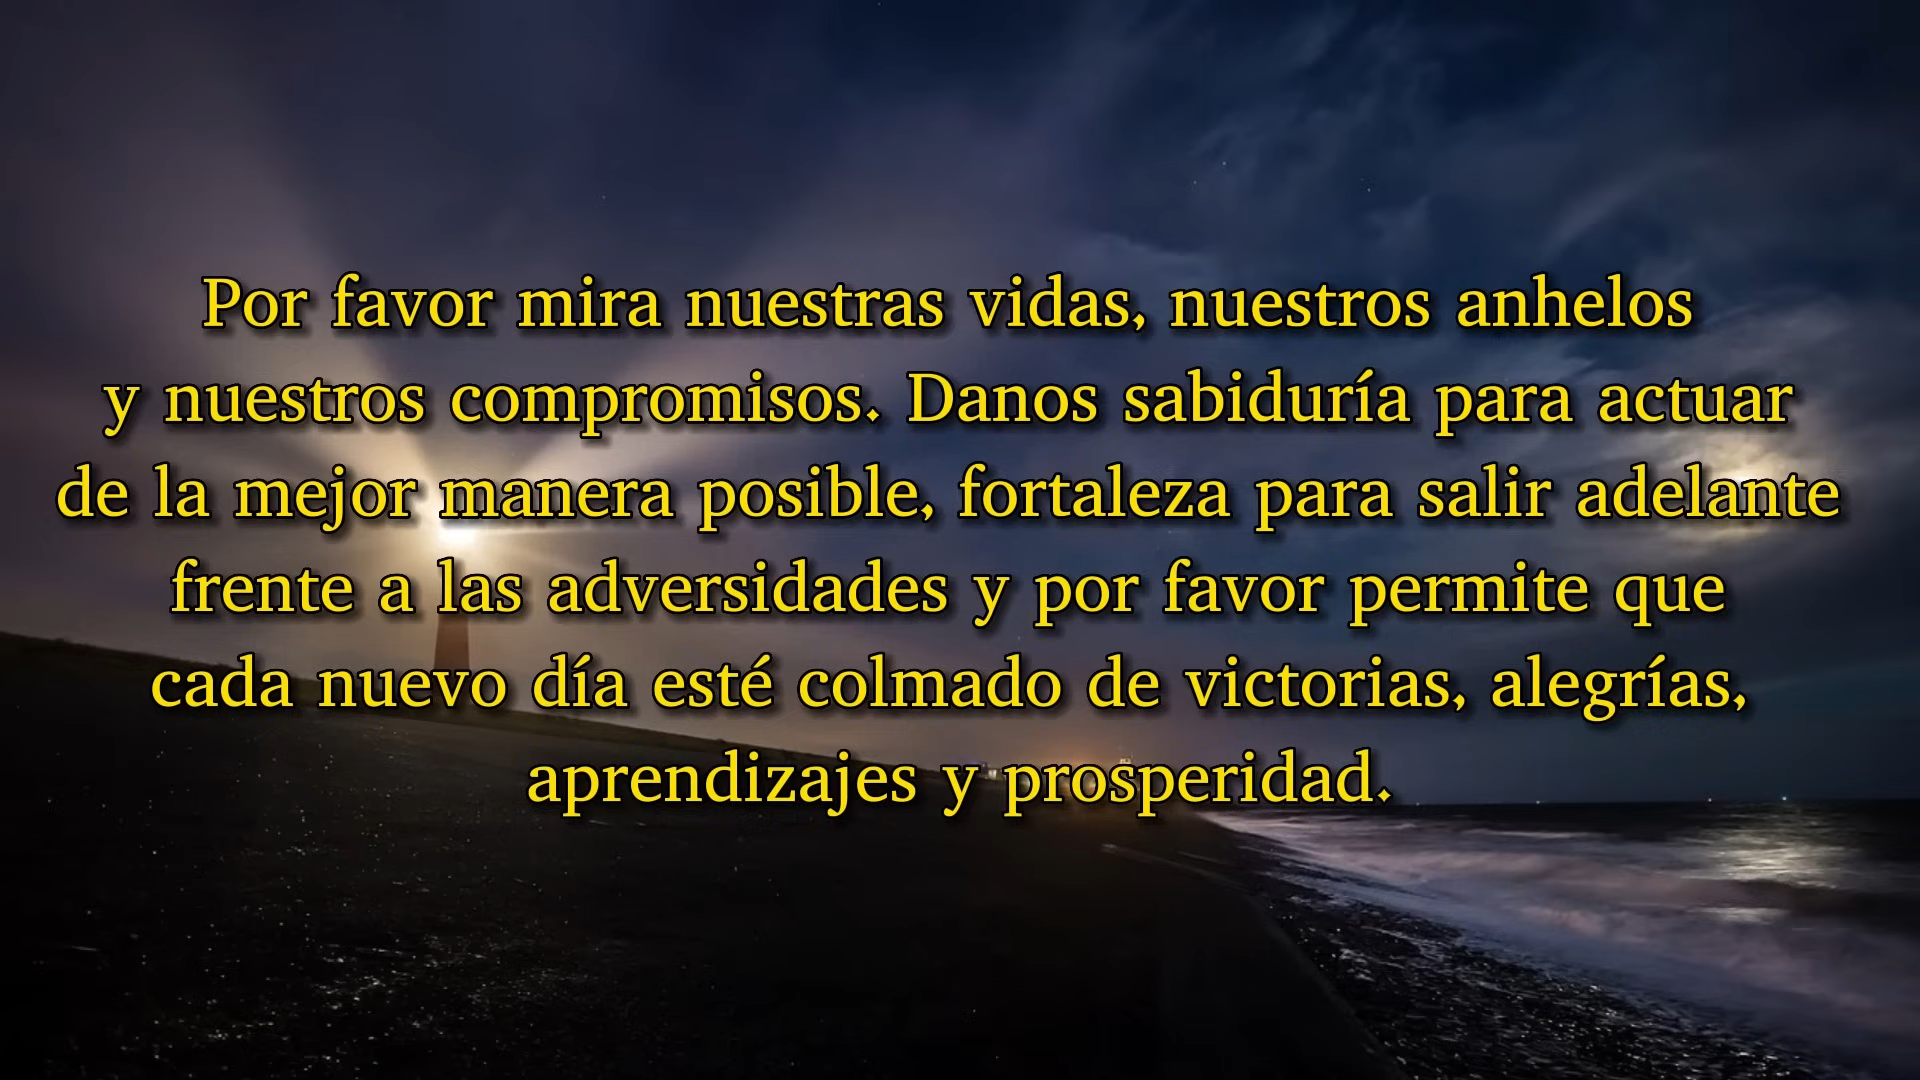 Por favor mira nuestras vidas, nuestros anhelos
y nuestros compromisos. Danos sabiduría para actuar
de la mejor manera posible, fortaleza para salir adelante
frente a las adversidades y por favor permite que
cada nuevo día esté colmado de victorias, alegrías,
aprendizajes y prosperidad.